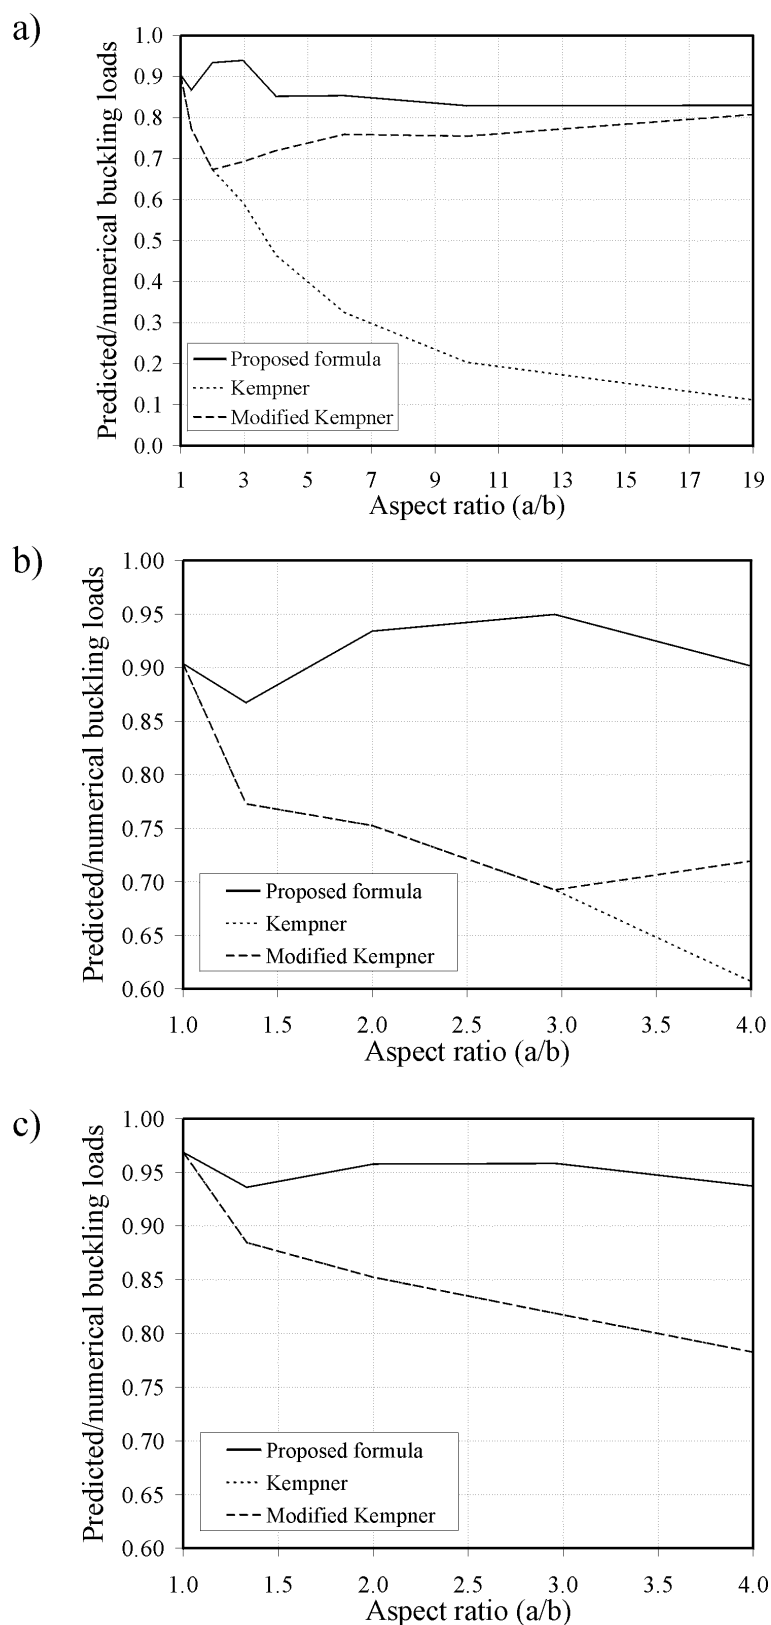 a)
Predicted/numerical buckling loads
1.0
0.9
0.8
0.7
0.6
0.5
0.4
0.3
0.2
0.1
0.0
Proposed formula
Kempner
Modified Kempner
1 3 5 7 9 11 13 15 17 19
Aspect ratio (a/b)
b)
Predicted/numerical buckling loads
1.00
0.95
0.90
0.85
0.80
0.75
0.70
0.65
0.60
Proposed formula
Kempner
Modified Kempner
1.0 1.5 2.0 2.5 3.0 3.5 4.0
Aspect ratio (a/b)
c)
Predicted/numerical buckling loads
1.00
0.95
0.90
0.85
0.80
0.75
0.70
0.65
0.60
Proposed formula
Kempner
Modified Kempner
1.0 1.5 2.0 2.5 3.0 3.5 4.0
Aspect ratio (a/b)